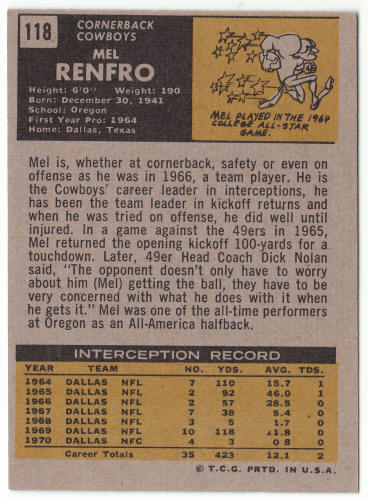 118
CORNERBACK
COWBOYS
MEL
RENFRO
Height: 6'0" Weight: 190
Born: December 30, 1941
School: Oregon
First Year Pro: 1964
Home: Dallas, Texas
MEL PLAYED IN THE 1964
COLLEGE ALL-STAR
GAME.
Mel is, whether at cornerback, safety or even on
offense as he was in 1966, a team player. He is
the Cowboys' career leader in interceptions, he
has been the team leader in kickoff returns and
when he was tried on offense, he did well until
injured. In a game against the 49ers in 1965,
Mel returned the opening kickoff 100-yards for a
touchdown. Later, 49er Head Coach Dick Nolan
said, "The opponent doesn't only have to worry
about him (Mel) getting the ball, they have to be
very concerned with what he does with it when
he gets it." Mel was one of the all-time performers
at Oregon as an All-America halfback.
INTERCEPTION RECORD
YEAR TEAM NO. YDS. AVG. TDS.
1964 DALLAS NFL 7 110 15.7 1
1965 DALLAS NFL 2 92 46.0 1
1966 DALLAS NFL 2 57 28.5 0
1967 DALLAS NFL 7 38 5.4 0
1968 DALLAS NFL 3 5 1.7 0
1969 DALLAS NFL 10 118 11.8 0
1970 DALLAS NFC 4 3 0 8 0
Career Totals 35 423 12.1 2
© T.C.G. PRTD. IN U.S.A.